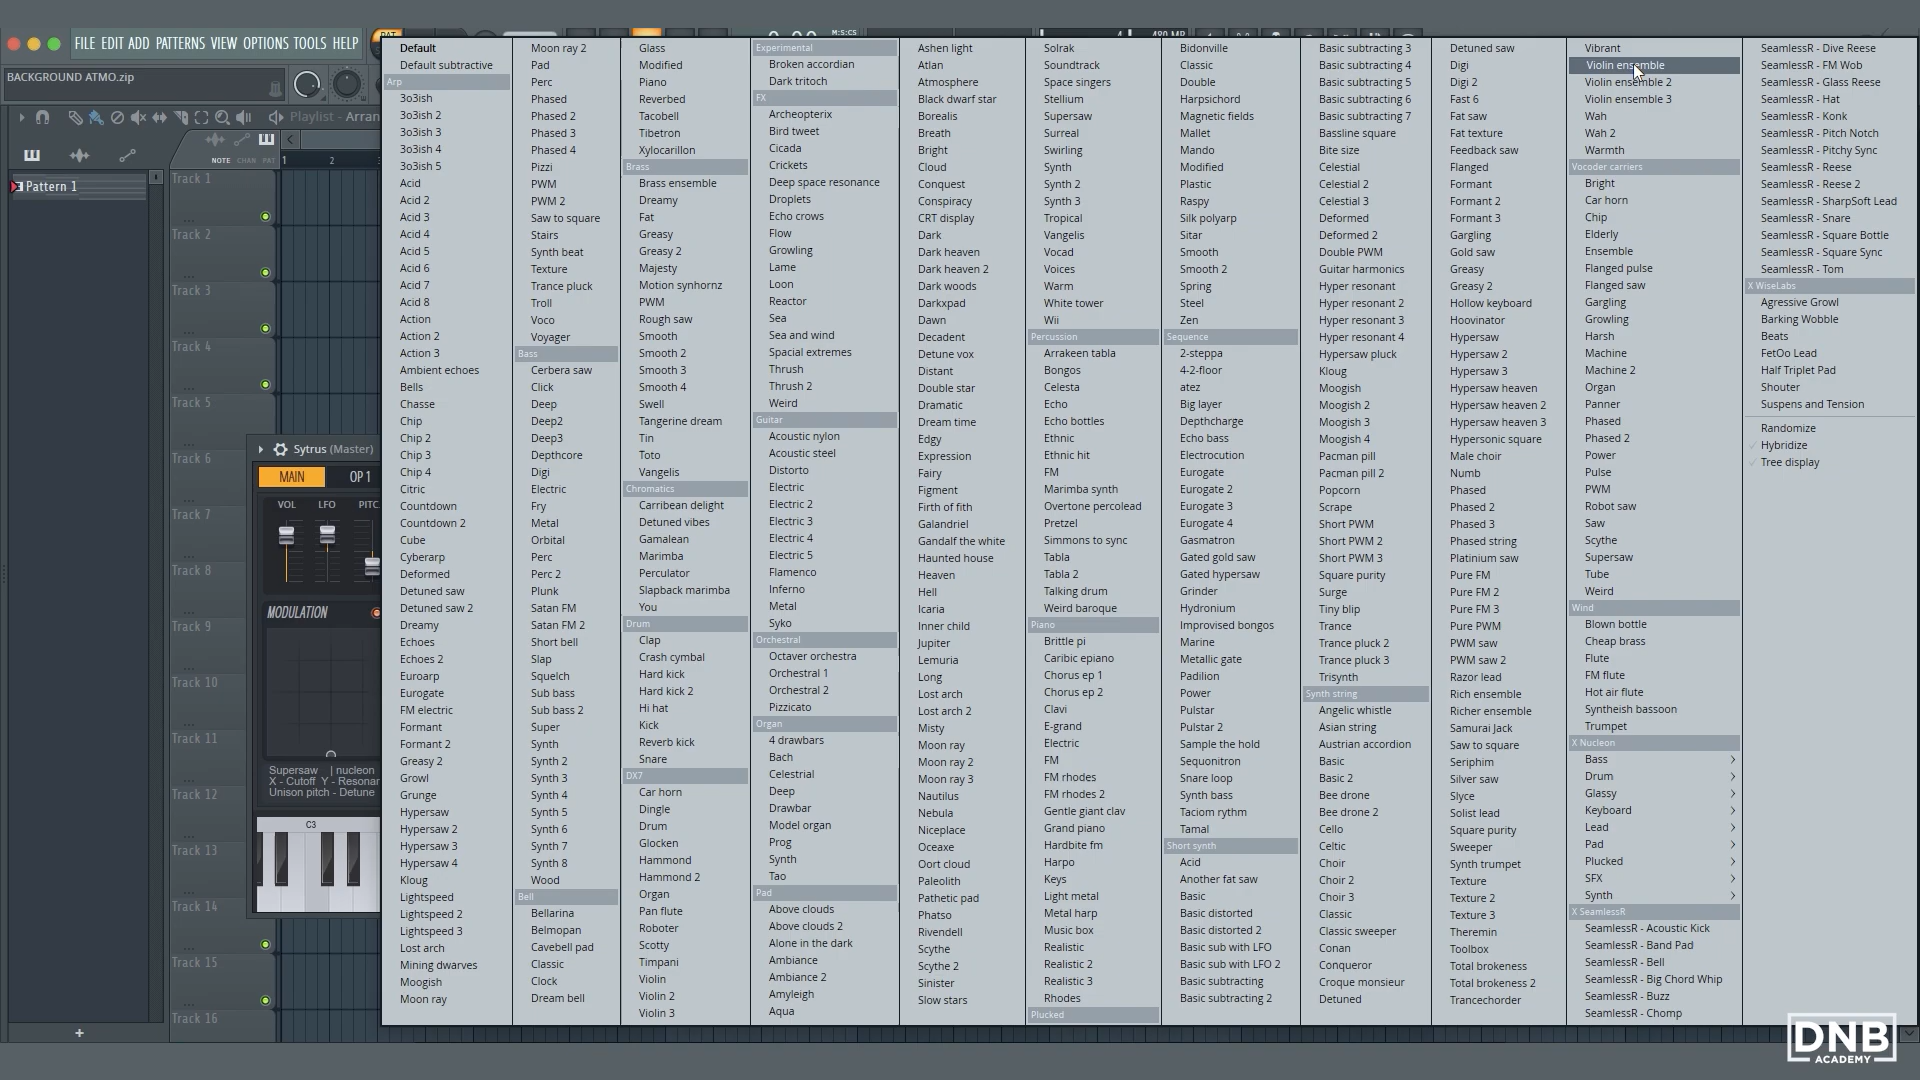 FILE EDIT ADD PATTERNS VIEW OPTIONS TOOLS HELP
BACKGROUND ATMO.zip
Playlist - Arran
NOTE CHAN PAT
1 2
Pattern 1
Track 1
Track 2
Track 3
Track 4
Track 5
Track 6
Track 7
Track 8
Track 9
Track 10
Track 11
Track 12
Track 13
Track 14
Track 15
Track 16
+
Sytrus (Master)
MAIN OP 1
VOL LFO PITC
MODULATION
Supersaw | nucleon
X - Cutoff Y - Resonar
Unison pitch - Detune
C3
M:S:CS
480 MB
Default
Default subtractive
Arp
3o3ish
3o3ish 2
3o3ish 3
3o3ish 4
3o3ish 5
Acid
Acid 2
Acid 3
Acid 4
Acid 5
Acid 6
Acid 7
Acid 8
Action
Action 2
Action 3
Ambient echoes
Bells
Chasse
Chip
Chip 2
Chip 3
Chip 4
Citric
Countdown
Countdown 2
Cube
Cyberarp
Deformed
Detuned saw
Detuned saw 2
Dreamy
Echoes
Echoes 2
Euroarp
Eurogate
FM electric
Formant
Formant 2
Greasy 2
Growl
Grunge
Hypersaw
Hypersaw 2
Hypersaw 3
Hypersaw 4
Kloug
Lightspeed
Lightspeed 2
Lightspeed 3
Lost arch
Mining dwarves
Moogish
Moon ray
Moon ray 2
Pad
Perc
Phased
Phased 2
Phased 3
Phased 4
Pizzi
PWM
PWM 2
Saw to square
Stairs
Synth beat
Texture
Trance pluck
Troll
Voco
Voyager
Bass
Cerbera saw
Click
Deep
Deep2
Deep3
Depthcore
Digi
Electric
Fry
Metal
Orbital
Perc
Perc 2
Plunk
Satan FM
Satan FM 2
Short bell
Slap
Squelch
Sub bass
Sub bass 2
Super
Synth
Synth 2
Synth 3
Synth 4
Synth 5
Synth 6
Synth 7
Synth 8
Wood
Bell
Bellarina
Belmopan
Cavebell pad
Classic
Clock
Dream bell
Glass
Modified
Piano
Reverbed
Tacobell
Tibetron
Xylocarillon
Brass
Brass ensemble
Dreamy
Fat
Greasy
Greasy 2
Majesty
Motion synhornz
PWM
Rough saw
Smooth
Smooth 2
Smooth 3
Smooth 4
Swell
Tangerine dream
Tin
Toto
Vangelis
Chromatics
Carribean delight
Detuned vibes
Gamalean
Marimba
Perculator
Slapback marimba
You
Drum
Clap
Crash cymbal
Hard kick
Hard kick 2
Hi hat
Kick
Reverb kick
Snare
DX7
Car horn
Dingle
Drum
Glocken
Hammond
Hammond 2
Organ
Pan flute
Roboter
Scotty
Timpani
Violin
Violin 2
Violin 3
Experimental
Broken accordian
Dark tritoch
FX
Archeopterix
Bird tweet
Cicada
Crickets
Deep space resonance
Droplets
Echo crows
Flow
Growling
Lame
Loon
Reactor
Sea
Sea and wind
Spacial extremes
Thrush
Thrush 2
Weird
Guitar
Acoustic nylon
Acoustic steel
Distorto
Electric
Electric 2
Electric 3
Electric 4
Electric 5
Flamenco
Inferno
Metal
Syko
Orchestral
Octaver orchestra
Orchestral 1
Orchestral 2
Pizzicato
Organ
4 drawbars
Bach
Celestrial
Deep
Drawbar
Model organ
Prog
Synth
Tao
Pad
Above clouds
Above clouds 2
Alone in the dark
Ambiance
Ambiance 2
Amyleigh
Aqua
Ashen light
Atlan
Atmosphere
Black dwarf star
Borealis
Breath
Bright
Cloud
Conquest
Conspiracy
CRT display
Dark
Dark heaven
Dark heaven 2
Dark woods
Darkxpad
Dawn
Decadent
Detune vox
Distant
Double star
Dramatic
Dream time
Edgy
Expression
Fairy
Figment
Firth of fith
Galandriel
Gandalf the white
Haunted house
Heaven
Hell
Icaria
Inner child
Jupiter
Lemuria
Long
Lost arch
Lost arch 2
Misty
Moon ray
Moon ray 2
Moon ray 3
Nautilus
Nebula
Niceplace
Oceaxe
Oort cloud
Paleolith
Pathetic pad
Phatso
Rivendell
Scythe
Scythe 2
Sinister
Slow stars
Solrak
Soundtrack
Space singers
Stellium
Supersaw
Surreal
Swirling
Synth
Synth 2
Synth 3
Tropical
Vangelis
Vocad
Voices
Warm
White tower
Wii
Percussion
Arrakeen tabla
Bongos
Celesta
Echo
Echo bottles
Ethnic
Ethnic hit
FM
Marimba synth
Overtone percolead
Pretzel
Simmons to sync
Tabla
Tabla 2
Talking drum
Weird baroque
Piano
Brittle pi
Caribic epiano
Chorus ep 1
Chorus ep 2
Clavi
E-grand
Electric
FM
FM rhodes
FM rhodes 2
Gentle giant clav
Grand piano
Hardbite fm
Harpo
Keys
Light metal
Metal harp
Music box
Realistic
Realistic 2
Realistic 3
Rhodes
Plucked
Bidonville
Classic
Double
Harpsichord
Magnetic fields
Mallet
Mando
Modified
Plastic
Raspy
Silk polyarp
Sitar
Smooth
Smooth 2
Spring
Steel
Zen
Sequence
2-steppa
4-2-floor
atez
Big layer
Depthcharge
Echo bass
Electrocution
Eurogate
Eurogate 2
Eurogate 3
Eurogate 4
Gasmatron
Gated gold saw
Gated hypersaw
Grinder
Hydronium
Improvised bongos
Marine
Metallic gate
Padilion
Power
Pulstar
Pulstar 2
Sample the hold
Sequonitron
Snare loop
Synth bass
Taciom rythm
Tamal
Short synth
Acid
Another fat saw
Basic
Basic distorted
Basic distorted 2
Basic sub with LFO
Basic sub with LFO 2
Basic subtracting
Basic subtracting 2
Basic subtracting 3
Basic subtracting 4
Basic subtracting 5
Basic subtracting 6
Basic subtracting 7
Bassline square
Bite size
Celestial
Celestial 2
Celestial 3
Deformed
Deformed 2
Double PWM
Guitar harmonics
Hyper resonant
Hyper resonant 2
Hyper resonant 3
Hyper resonant 4
Hypersaw pluck
Kloug
Moogish
Moogish 2
Moogish 3
Moogish 4
Pacman pill
Pacman pill 2
Popcorn
Scrape
Short PWM
Short PWM 2
Short PWM 3
Square purity
Surge
Tiny blip
Trance
Trance pluck 2
Trance pluck 3
Trisynth
Synth string
Angelic whistle
Asian string
Austrian accordion
Basic
Basic 2
Bee drone
Bee drone 2
Cello
Celtic
Choir
Choir 2
Choir 3
Classic
Classic sweeper
Conan
Conqueror
Croque monsieur
Detuned
Detuned saw
Digi
Digi 2
Fast 6
Fat saw
Fat texture
Feedback saw
Flanged
Formant
Formant 2
Formant 3
Gargling
Gold saw
Greasy
Greasy 2
Hollow keyboard
Hoovinator
Hypersaw
Hypersaw 2
Hypersaw 3
Hypersaw heaven
Hypersaw heaven 2
Hypersaw heaven 3
Hypersonic square
Male choir
Numb
Phased
Phased 2
Phased 3
Phased string
Platinium saw
Pure FM
Pure FM 2
Pure FM 3
Pure PWM
PWM saw
PWM saw 2
Razor lead
Rich ensemble
Richer ensemble
Samurai Jack
Saw to square
Seriphim
Silver saw
Slyce
Solist lead
Square purity
Sweeper
Synth trumpet
Texture
Texture 2
Texture 3
Theremin
Toolbox
Total brokeness
Total brokeness 2
Trancechorder
Vibrant
Violin ensemble
Violin ensemble 2
Violin ensemble 3
Wah
Wah 2
Warmth
Vocoder carriers
Bright
Car horn
Chip
Elderly
Ensemble
Flanged pulse
Flanged saw
Gargling
Growling
Harsh
Machine
Machine 2
Organ
Panner
Phased
Phased 2
Power
Pulse
PWM
Robot saw
Saw
Scythe
Supersaw
Tube
Weird
Wind
Blown bottle
Cheap brass
Flute
FM flute
Hot air flute
Syntheish bassoon
Trumpet
X Nucleon
Bass
Drum
Glassy
Keyboard
Lead
Pad
Plucked
SFX
Synth
X SeamlessR
SeamlessR - Acoustic Kick
SeamlessR - Band Pad
SeamlessR - Bell
SeamlessR - Big Chord Whip
SeamlessR - Buzz
SeamlessR - Chomp
SeamlessR - Dive Reese
SeamlessR - FM Wob
SeamlessR - Glass Reese
SeamlessR - Hat
SeamlessR - Konk
SeamlessR - Pitch Notch
SeamlessR - Pitchy Sync
SeamlessR - Reese
SeamlessR - Reese 2
SeamlessR - SharpSoft Lead
SeamlessR - Snare
SeamlessR - Square Bottle
SeamlessR - Square Sync
SeamlessR - Tom
X WiseLabs
Agressive Growl
Barking Wobble
Beats
FetOo Lead
Half Triplet Pad
Shouter
Suspens and Tension
Randomize
Hybridize
Tree display
DNB
ACADEMY